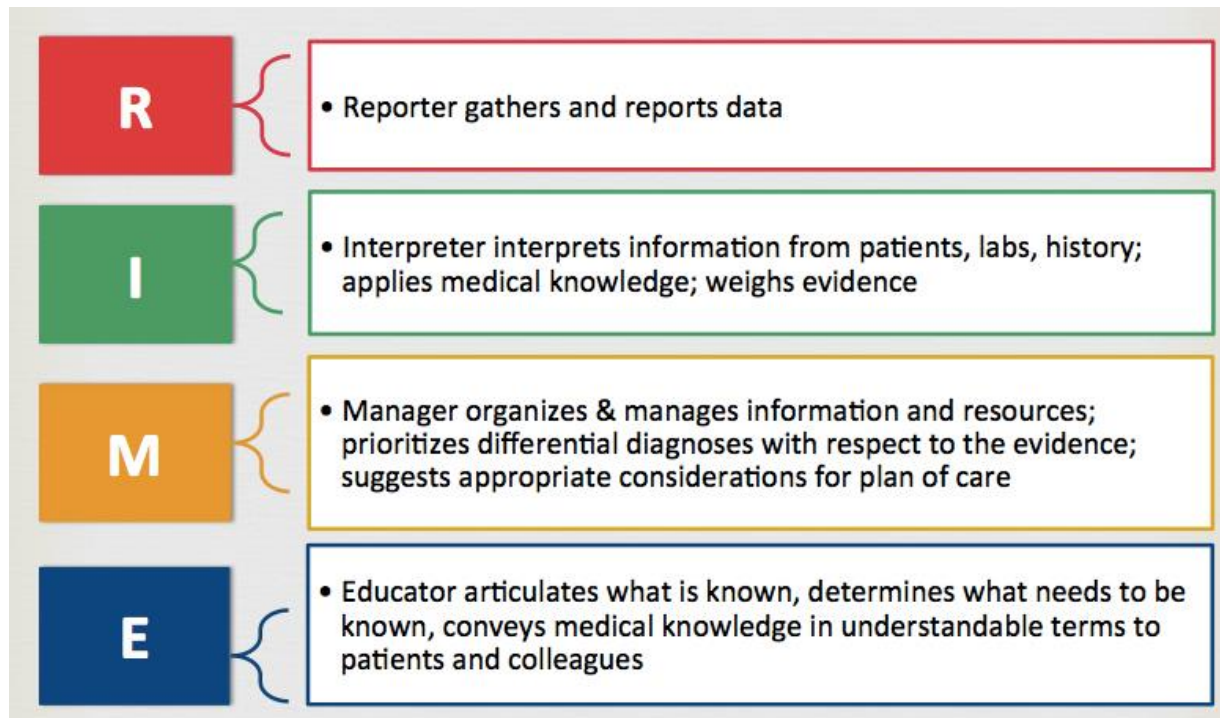 R
• Reporter gathers and reports data
I
• Interpreter interprets information from patients, labs, history;
applies medical knowledge; weighs evidence
M
• Manager organizes & manages information and resources;
prioritizes differential diagnoses with respect to the evidence;
suggests appropriate considerations for plan of care
E
• Educator articulates what is known, determines what needs to be
known, conveys medical knowledge in understandable terms to
patients and colleagues